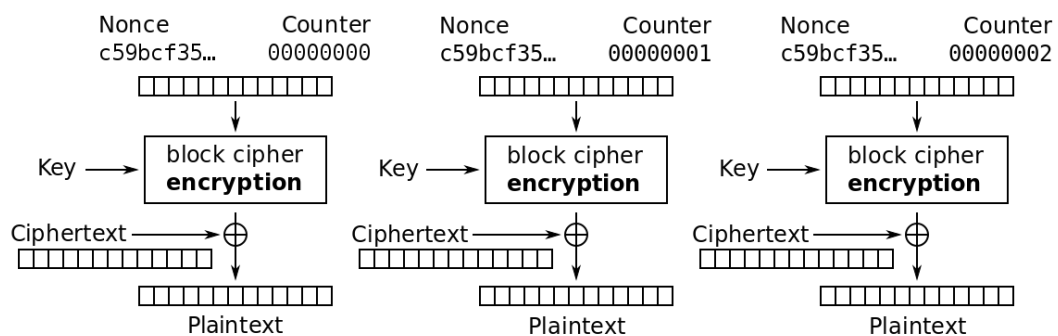 Nonce Counter Nonce Counter Nonce Counter
c59bcf35… 00000000 c59bcf35… 00000001 c59bcf35… 00000002
block cipher block cipher block cipher
Key encryption Key encryption Key encryption
Ciphertext Ciphertext Ciphertext
Plaintext Plaintext Plaintext